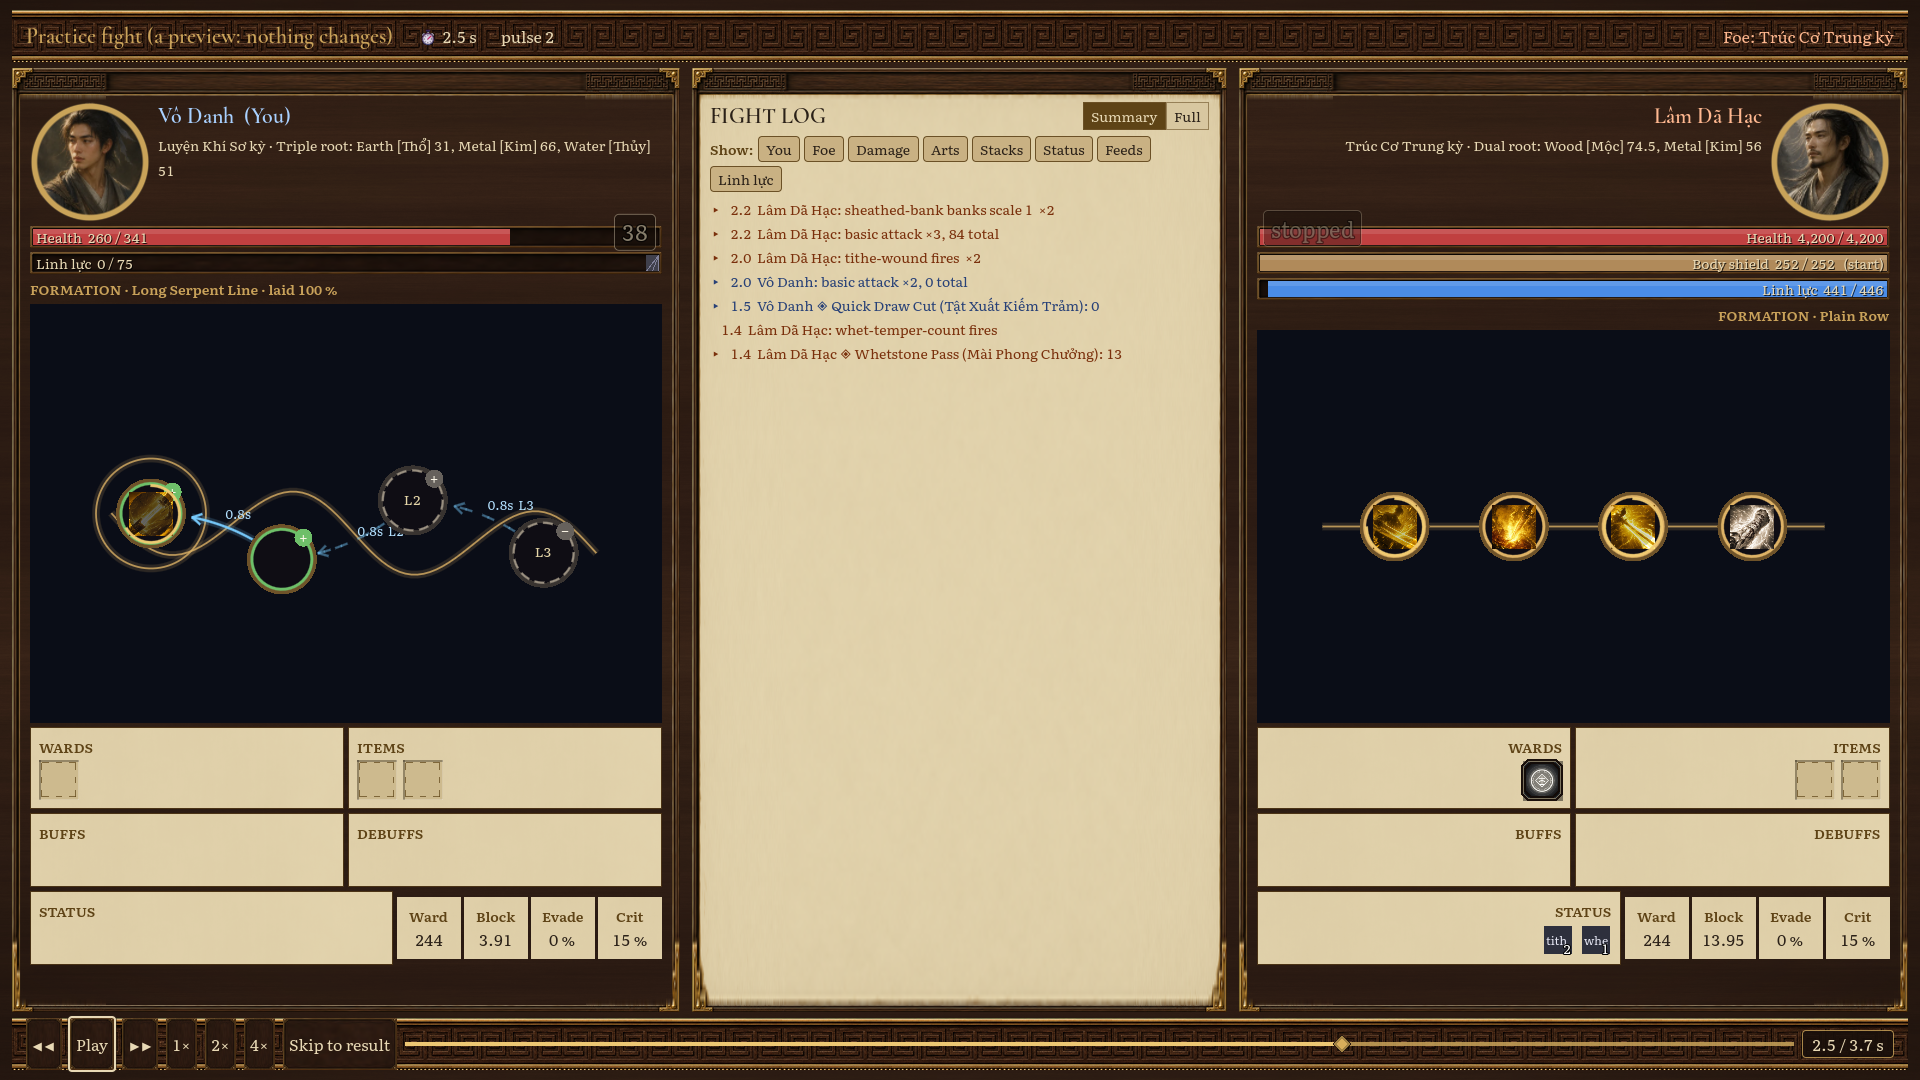 Practice fight (a preview: nothing changes)
2.5 s
pulse 2
Foe: Trúc Cơ Trung kỳ
Vô Danh (You)
Luyện Khí Sơ kỳ · Triple root: Earth [Thổ] 31, Metal [Kim] 66, Water [Thủy]
51
38
Health 260 / 341
Linh lực 0 / 75
FORMATION · Long Serpent Line · laid 100 %
0.8s
0.8s L2
L2
0.8s L3
L3
WARDS
ITEMS
BUFFS
DEBUFFS
STATUS
Ward
244
Block
3.91
Evade
0 %
Crit
15 %
FIGHT LOG
Summary
Full
Show:
You
Foe
Damage
Arts
Stacks
Status
Feeds
Linh lực
‣ 2.2 Lâm Dã Hạc: sheathed-bank banks scale 1 ×2
‣ 2.2 Lâm Dã Hạc: basic attack ×3, 84 total
‣ 2.0 Lâm Dã Hạc: tithe-wound fires ×2
‣ 2.0 Vô Danh: basic attack ×2, 0 total
‣ 1.5 Vô Danh ◈ Quick Draw Cut (Tật Xuất Kiếm Trảm): 0
1.4 Lâm Dã Hạc: whet-temper-count fires
‣ 1.4 Lâm Dã Hạc ◈ Whetstone Pass (Mài Phong Chưởng): 13
Lâm Dã Hạc
Trúc Cơ Trung kỳ · Dual root: Wood [Mộc] 74.5, Metal [Kim] 56
stopped
Health 4,200 / 4,200
Body shield 252 / 252 (start)
Linh lực 441 / 446
FORMATION · Plain Row
WARDS
ITEMS
BUFFS
DEBUFFS
STATUS
tith
2
whe
1
Ward
244
Block
13.95
Evade
0 %
Crit
15 %
◄◄
Play
►►
1×
2×
4×
Skip to result
2.5 / 3.7 s